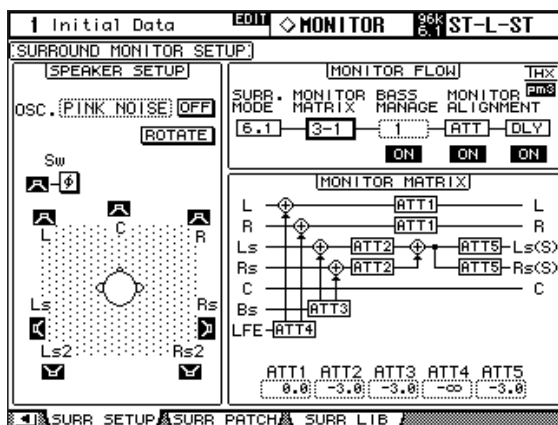 1 Initial Data EDIT ◇MONITOR 96K 6.1 ST-L-ST
SURROUND MONITOR SETUP
SPEAKER SETUP
OSC. PINK NOISE OFF
ROTATE
Sw
ϕ
L C R
Ls Rs
Ls2 Rs2
MONITOR FLOW THX pm3
SURR. MODE MONITOR MATRIX BASS MANAGE MONITOR ALIGNMENT
6.1 3-1 1 ATT DLY
ON ON ON
MONITOR MATRIX
L ATT1 L
R ATT1 R
Ls ATT2 ATT5 Ls(S)
Rs ATT2 ATT5 Rs(S)
C C
Bs ATT3
LFE ATT4
ATT1 ATT2 ATT3 ATT4 ATT5
0.0 -3.0 -3.0 -∞ -3.0
SURR SETUP SURR PATCH SURR LIB